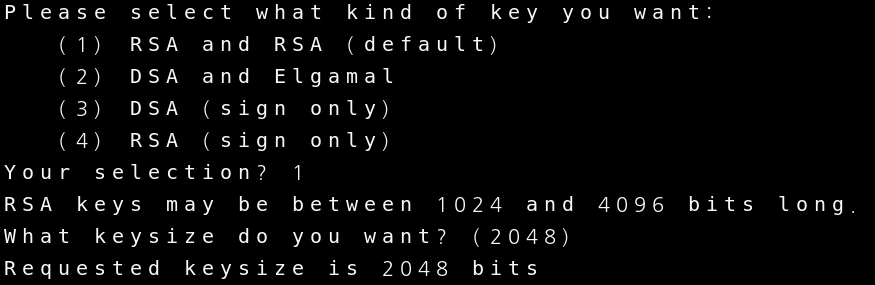 Please select what kind of key you want:
(1) RSA and RSA (default)
(2) DSA and Elgamal
(3) DSA (sign only)
(4) RSA (sign only)
Your selection? 1
RSA keys may be between 1024 and 4096 bits long.
What keysize do you want? (2048)
Requested keysize is 2048 bits